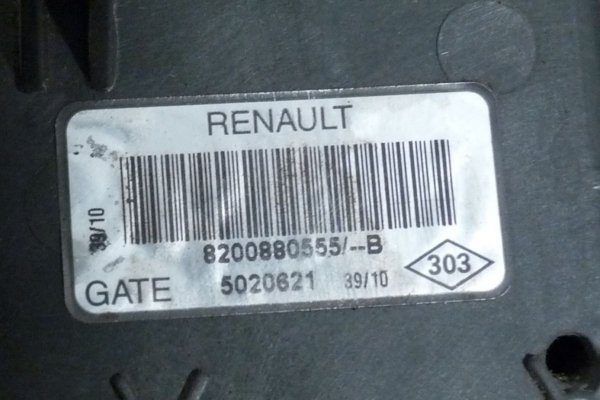 RENAULT
39/10
8200880555/--B
GATE 5020621 39/10 303